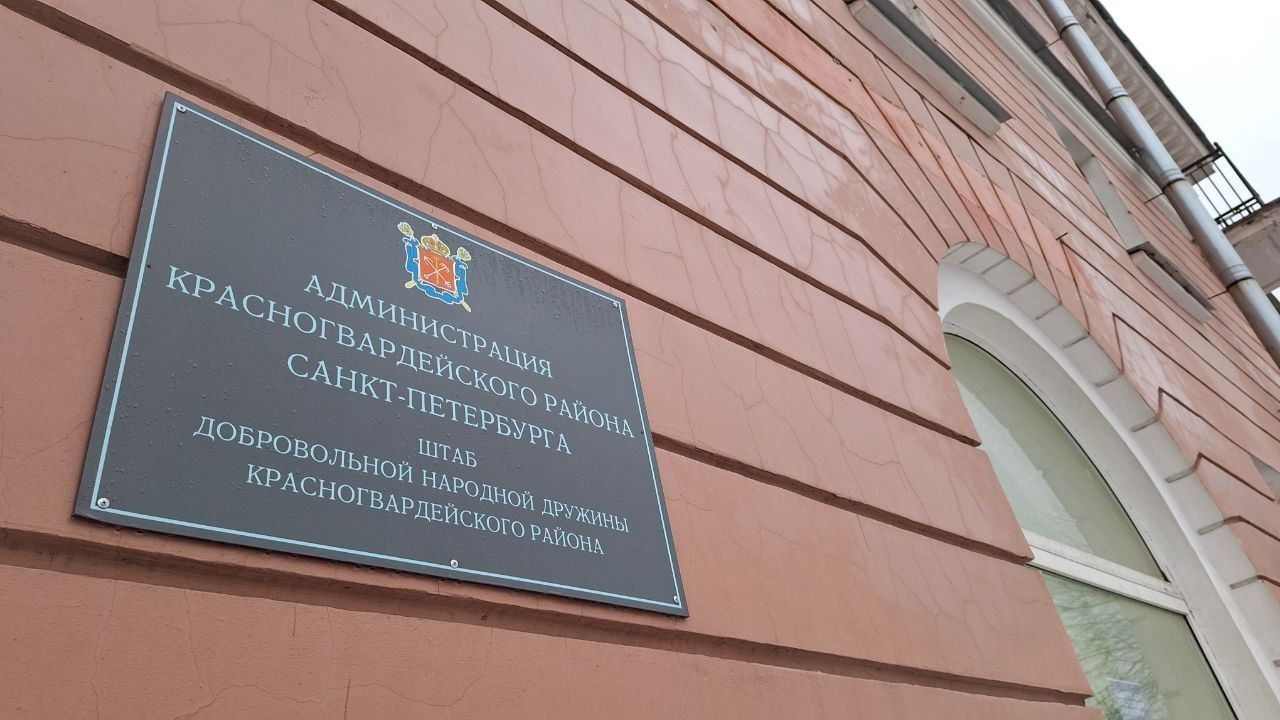 АДМИНИСТРАЦИЯ
КРАСНОГВАРДЕЙСКОГО РАЙОНА
САНКТ-ПЕТЕРБУРГА
ШТАБ
ДОБРОВОЛЬНОЙ НАРОДНОЙ ДРУЖИНЫ
КРАСНОГВАРДЕЙСКОГО РАЙОНА